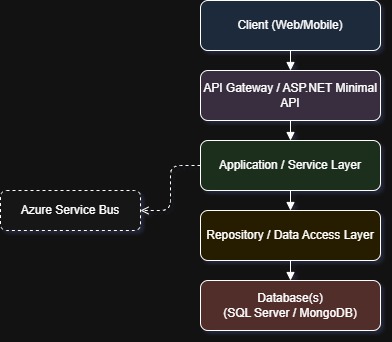 Client (Web/Mobile)
API Gateway / ASP.NET Minimal
API
Application / Service Layer
Azure Service Bus
Repository / Data Access Layer
Database(s)
(SQL Server / MongoDB)